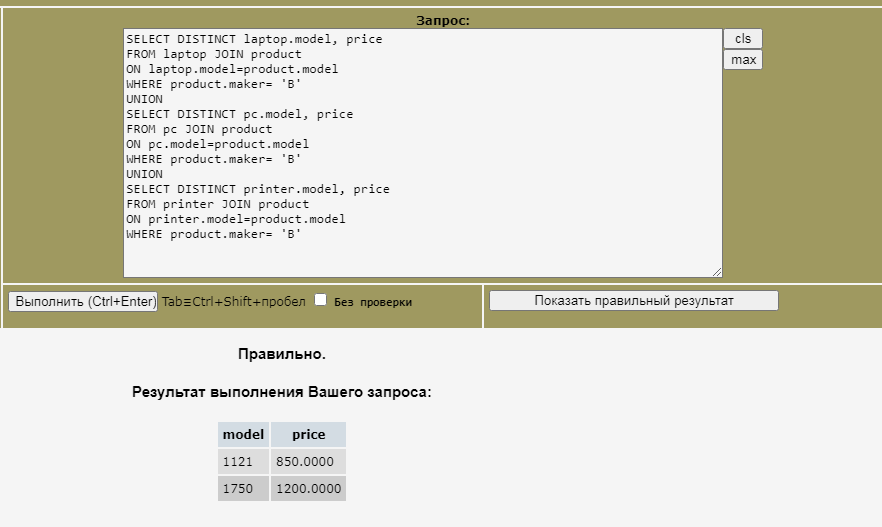 Запрос:
SELECT DISTINCT laptop.model, price
FROM laptop JOIN product
ON laptop.model=product.model
WHERE product.maker= 'B'
UNION
SELECT DISTINCT pc.model, price
FROM pc JOIN product
ON pc.model=product.model
WHERE product.maker= 'B'
UNION
SELECT DISTINCT printer.model, price
FROM printer JOIN product
ON printer.model=product.model
WHERE product.maker= 'B'
cls
max
Выполнить (Ctrl+Enter) Tab≡Ctrl+Shift+пробел Без проверки
Показать правильный результат
Правильно.
Результат выполнения Вашего запроса:
model price
1121 850.0000
1750 1200.0000